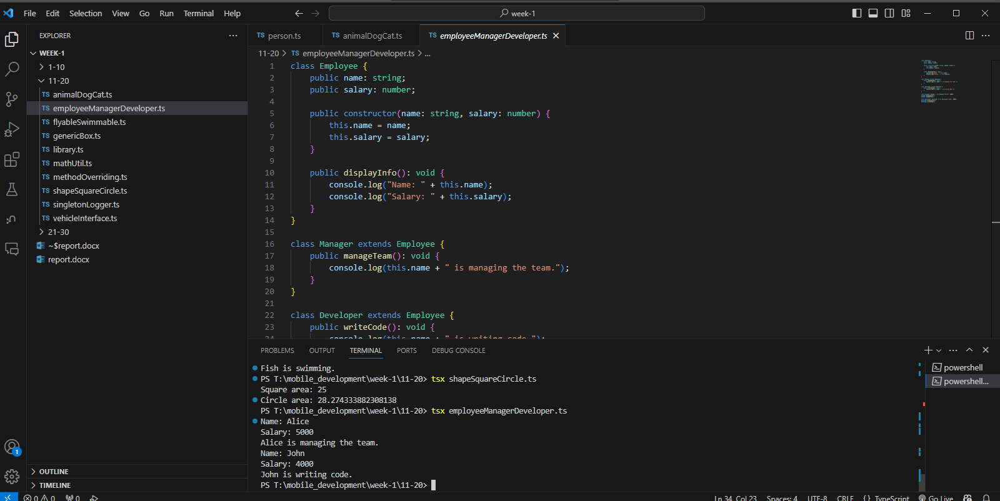 File Edit Selection View Go Run Terminal Help
week-1
EXPLORER
WEEK-1
1-10
11-20
TS animalDogCat.ts
TS employeeManagerDeveloper.ts
TS flyableSwimmable.ts
TS genericBox.ts
TS library.ts
TS mathUtil.ts
TS methodOverriding.ts
TS shapeSquareCircle.ts
TS singletonLogger.ts
TS vehicleInterface.ts
21-30
~$report.docx
report.docx
OUTLINE
TIMELINE
1
TS person.ts TS animalDogCat.ts TS employeeManagerDeveloper.ts
11-20 > TS employeeManagerDeveloper.ts > ...
1 class Employee {
2 public name: string;
3 public salary: number;
4
5 public constructor(name: string, salary: number) {
6 this.name = name;
7 this.salary = salary;
8 }
9
10 public displayInfo(): void {
11 console.log("Name: " + this.name);
12 console.log("Salary: " + this.salary);
13 }
14 }
15
16 class Manager extends Employee {
17 public manageTeam(): void {
18 console.log(this.name + " is managing the team.");
19 }
20 }
21
22 class Developer extends Employee {
23 public writeCode(): void {
24 console.log(this.name + " is writing code.");
PROBLEMS OUTPUT TERMINAL PORTS DEBUG CONSOLE
Fish is swimming.
PS T:\mobile_development\week-1\11-20> tsx shapeSquareCircle.ts
Square area: 25
Circle area: 28.274333882308138
PS T:\mobile_development\week-1\11-20> tsx employeeManagerDeveloper.ts
Name: Alice
Salary: 5000
Alice is managing the team.
Name: John
Salary: 4000
John is writing code.
PS T:\mobile_development\week-1\11-20>
powershell
powershell...
0 0 0 Ln 34, Col 23 Spaces: 4 UTF-8 CRLF {} TypeScript Go Live